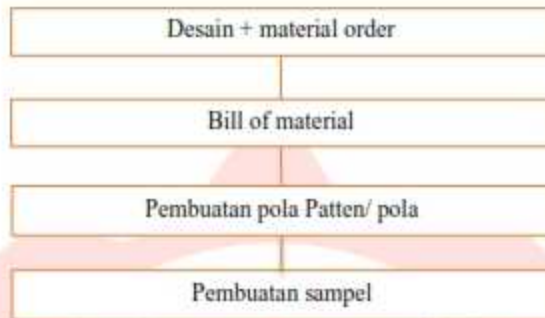 Desain + material order
Bill of material
Pembuatan pola Patten/ pola
Pembuatan sampel